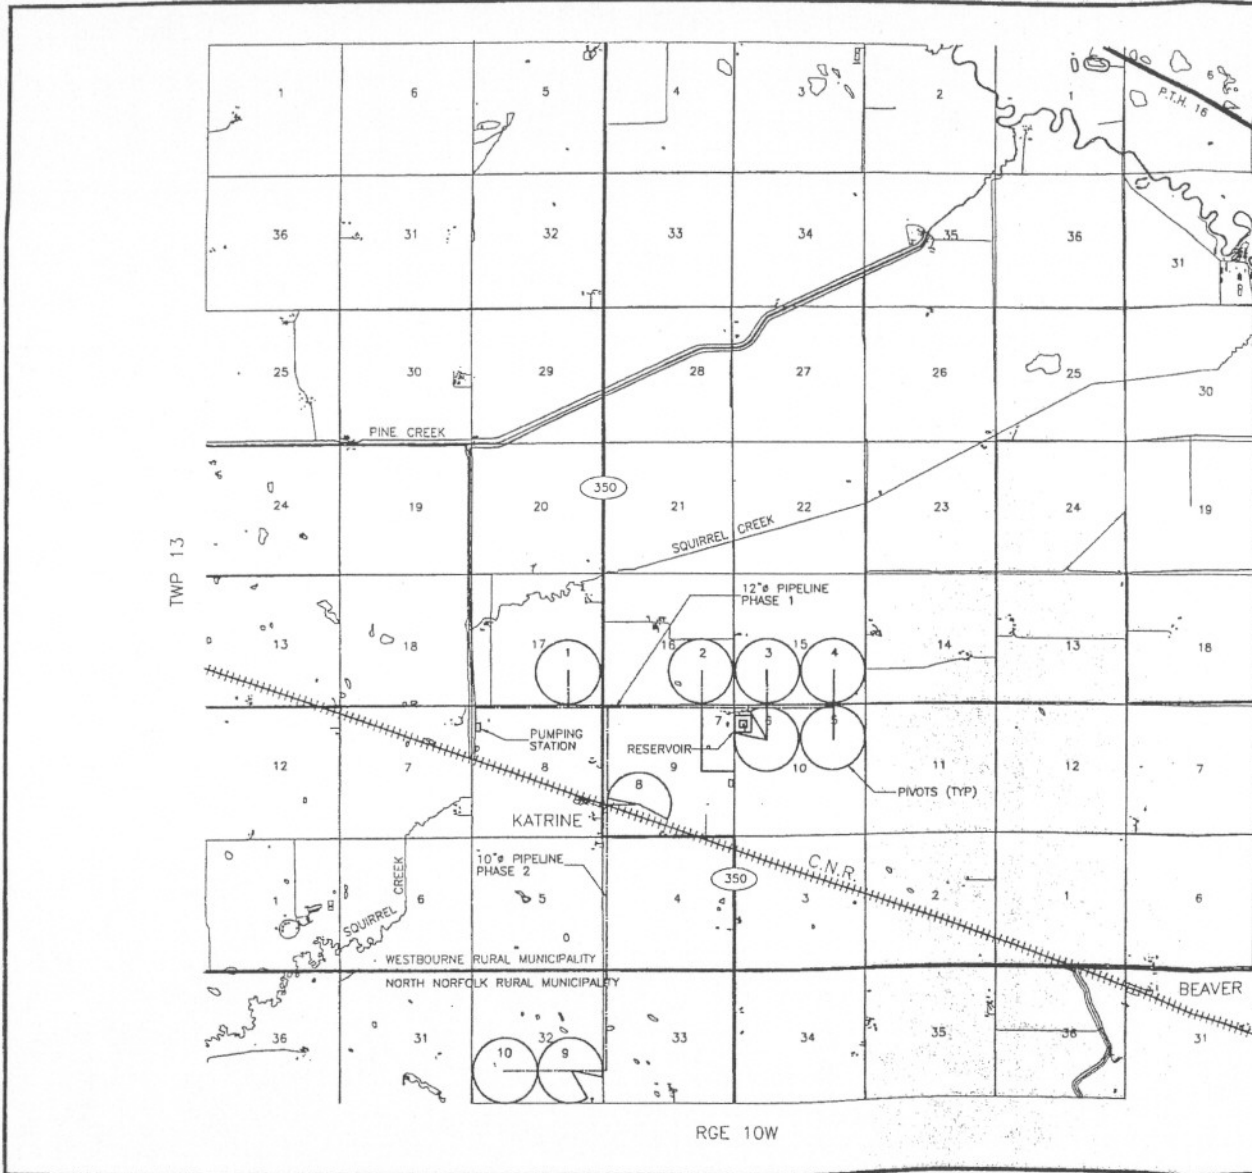 1 6 5 4 3 2 1 6
P.T.H. 16
36 31 32 33 34 35 36 31
25 30 29 28 27 26 25 30
PINE CREEK
350
24 19 20 21 22 23 24 19
SQUIRREL CREEK
TWP 13
12"ø PIPELINE
PHASE 1
13 18 17 16 15 14 13 18
1 2 3 4
7 6 5
PUMPING
STATION
RESERVOIR
12 7 8 9 10 11 12 7
8
PIVOTS (TYP)
KATRINE
C.N.R.
10"ø PIPELINE
PHASE 2
350
1 6 5 4 3 2 1 6
SQUIRREL CREEK
WESTBOURNE RURAL MUNICIPALITY
NORTH NORFOLK RURAL MUNICIPALITY
BEAVER
36 31 32 33 34 35 36 31
10 9
RGE 10W